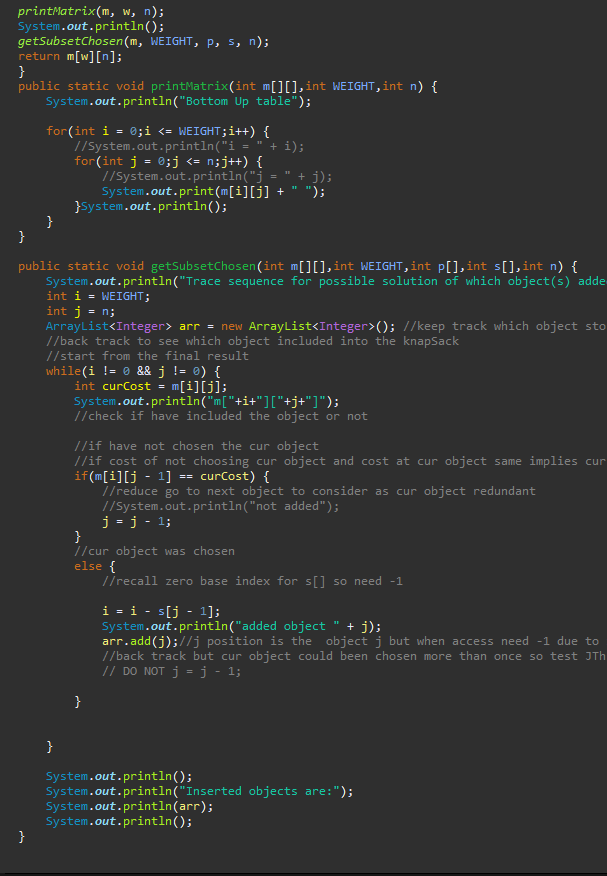 printMatrix(m, w, n);
System.out.println();
getSubsetChosen(m, WEIGHT, p, s, n);
return m[w][n];
}
public static void printMatrix(int m[][],int WEIGHT,int n) {
System.out.println("Bottom Up table");
for(int i = 0;i <= WEIGHT;i++) {
//System.out.println("i = " + i);
for(int j = 0;j <= n;j++) {
//System.out.println("j = " + j);
System.out.print(m[i][j] + " ");
}System.out.println();
}
}
public static void getSubsetChosen(int m[][],int WEIGHT,int p[],int s[],int n) {
System.out.println("Trace sequence for possible solution of which object(s) adde
int i = WEIGHT;
int j = n;
ArrayList<Integer> arr = new ArrayList<Integer>(); //keep track which object sto
//back track to see which object included into the knapSack
//start from the final result
while(i != 0 && j != 0) {
int curCost = m[i][j];
System.out.println("m["+i+"]["+j+"]");
//check if have included the object or not
//if have not chosen the cur object
//if cost of not choosing cur object and cost at cur object same implies cur
if(m[i][j - 1] == curCost) {
//reduce go to next object to consider as cur object redundant
//System.out.println("not added");
j = j - 1;
}
//cur object was chosen
else {
//recall zero base index for s[] so need -1
i = i - s[j - 1];
System.out.println("added object " + j);
arr.add(j);//j position is the  object j but when access need -1 due to
//back track but cur object could been chosen more than once so test JTh
// DO NOT j = j - 1;
}
}
System.out.println();
System.out.println("Inserted objects are:");
System.out.println(arr);
System.out.println();
}